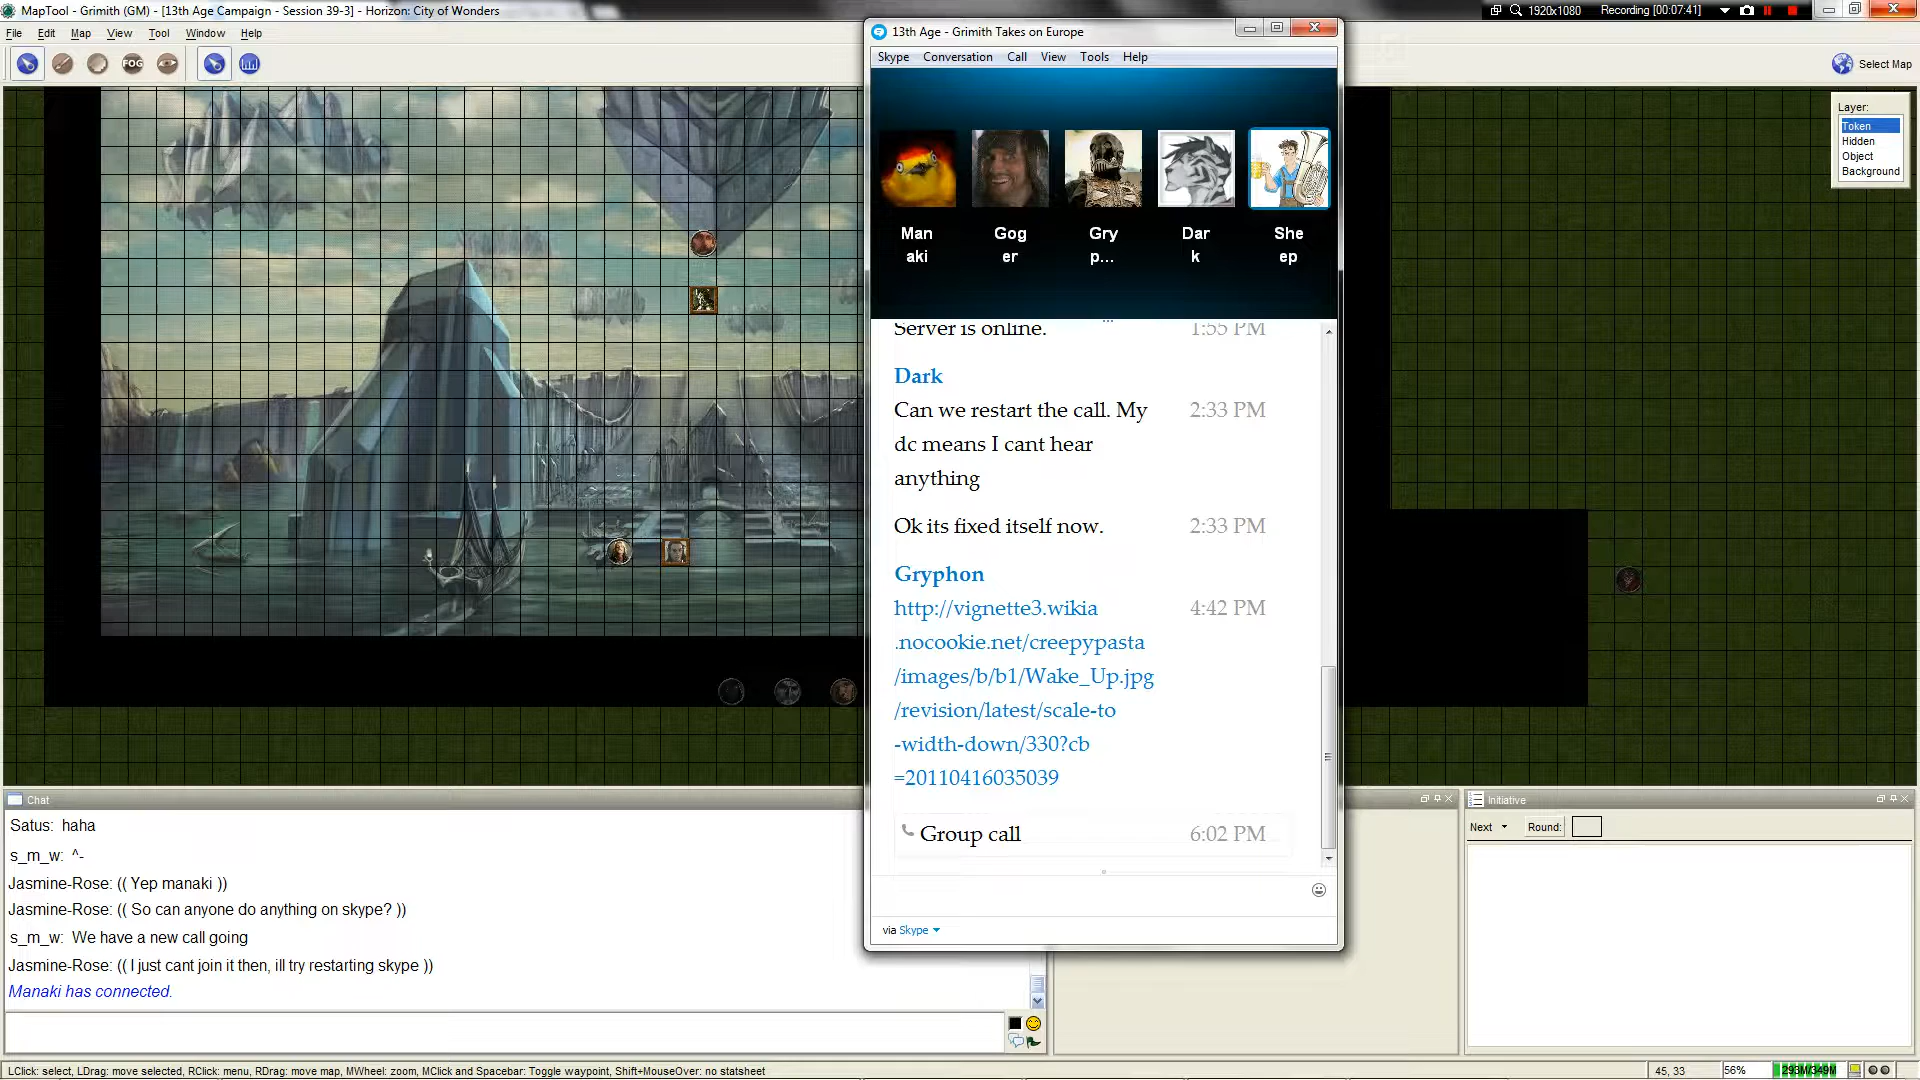 MapTool - Grimith (GM) - [13th Age Campaign - Session 39-3] - Horizon: City of Wonders
1920x1080
Recording [00:07:41]
File Edit Map View Tool Window Help
FOG
Select Map
Layer:
Token
Hidden
Object
Background
13th Age - Grimith Takes on Europe
Skype Conversation Call View Tools Help
Man
aki
Gog
er
Gry
p...
Dar
k
She
ep
Server is online. 1:55 PM
Dark
Can we restart the call. My 2:33 PM
dc means I cant hear
anything
Ok its fixed itself now. 2:33 PM
Gryphon
http://vignette3.wikia 4:42 PM
.nocookie.net/creepypasta
/images/b/b1/Wake_Up.jpg
/revision/latest/scale-to
-width-down/330?cb
=20110416035039
Group call 6:02 PM
via Skype
Chat
Satus: haha
s_m_w: ^-
Jasmine-Rose: (( Yep manaki ))
Jasmine-Rose: (( So can anyone do anything on skype? ))
s_m_w: We have a new call going
Jasmine-Rose: (( I just cant join it then, ill try restarting skype ))
Manaki has connected.
Initiative
Next
Round:
LClick: select, LDrag: move selected, RClick: menu, RDrag: move map, MWheel: zoom, MClick and Spacebar: Toggle waypoint, Shift+MouseOver: no statsheet
45, 33
56%
293M/349M